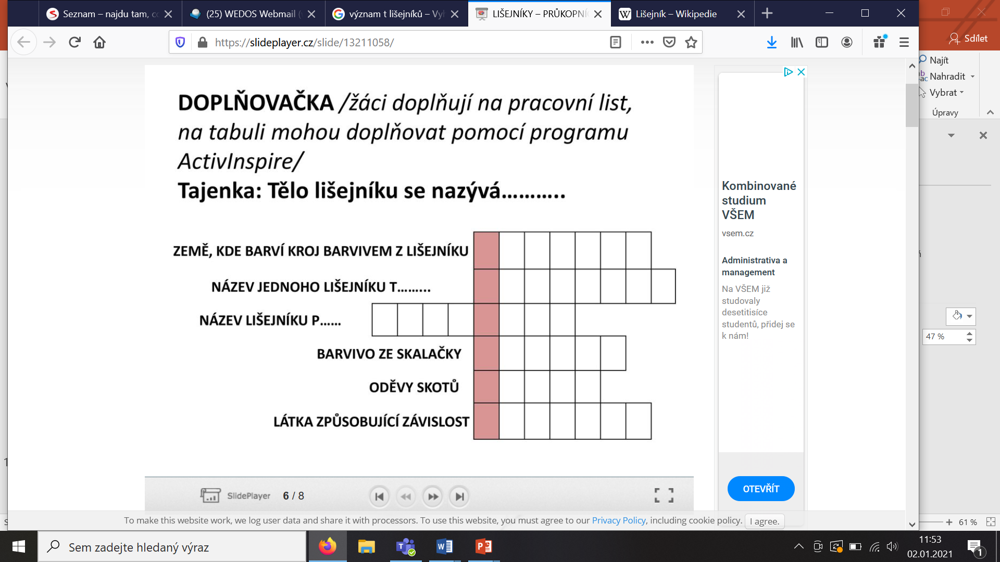 Seznam – najdu tam, co
(25) WEDOS Webmail (
význam t lišejníků – Vyh
LIŠEJNÍKY – PRŮKOPNÍ
Lišejník – Wikipedie
https://slideplayer.cz/slide/13211058/
Sdílet
Najít
Nahradit
Vybrat
Úpravy
DOPLŇOVAČKA /žáci doplňují na pracovní list,
na tabuli mohou doplňovat pomocí programu
ActivInspire/
Tajenka: Tělo lišejníku se nazývá………..
ZEMĚ, KDE BARVÍ KROJ BARVIVEM Z LIŠEJNÍKU
NÁZEV JEDNOHO LIŠEJNÍKU T……...
NÁZEV LIŠEJNÍKU P……
BARVIVO ZE SKALAČKY
ODĚVY SKOTŮ
LÁTKA ZPŮSOBUJÍCÍ ZÁVISLOST
Kombinované
studium
VŠEM
vsem.cz
Administrativa a
management
Na VŠEM již
studovaly
desetitisíce
studentů, přidej se
k nám!
OTEVŘÍT
47 %
SlidePlayer
6 / 8
To make this website work, we log user data and share it with processors. To use this website, you must agree to our Privacy Policy, including cookie policy.
I agree.
61 %
Sem zadejte hledaný výraz
11:53
02.01.2021
1